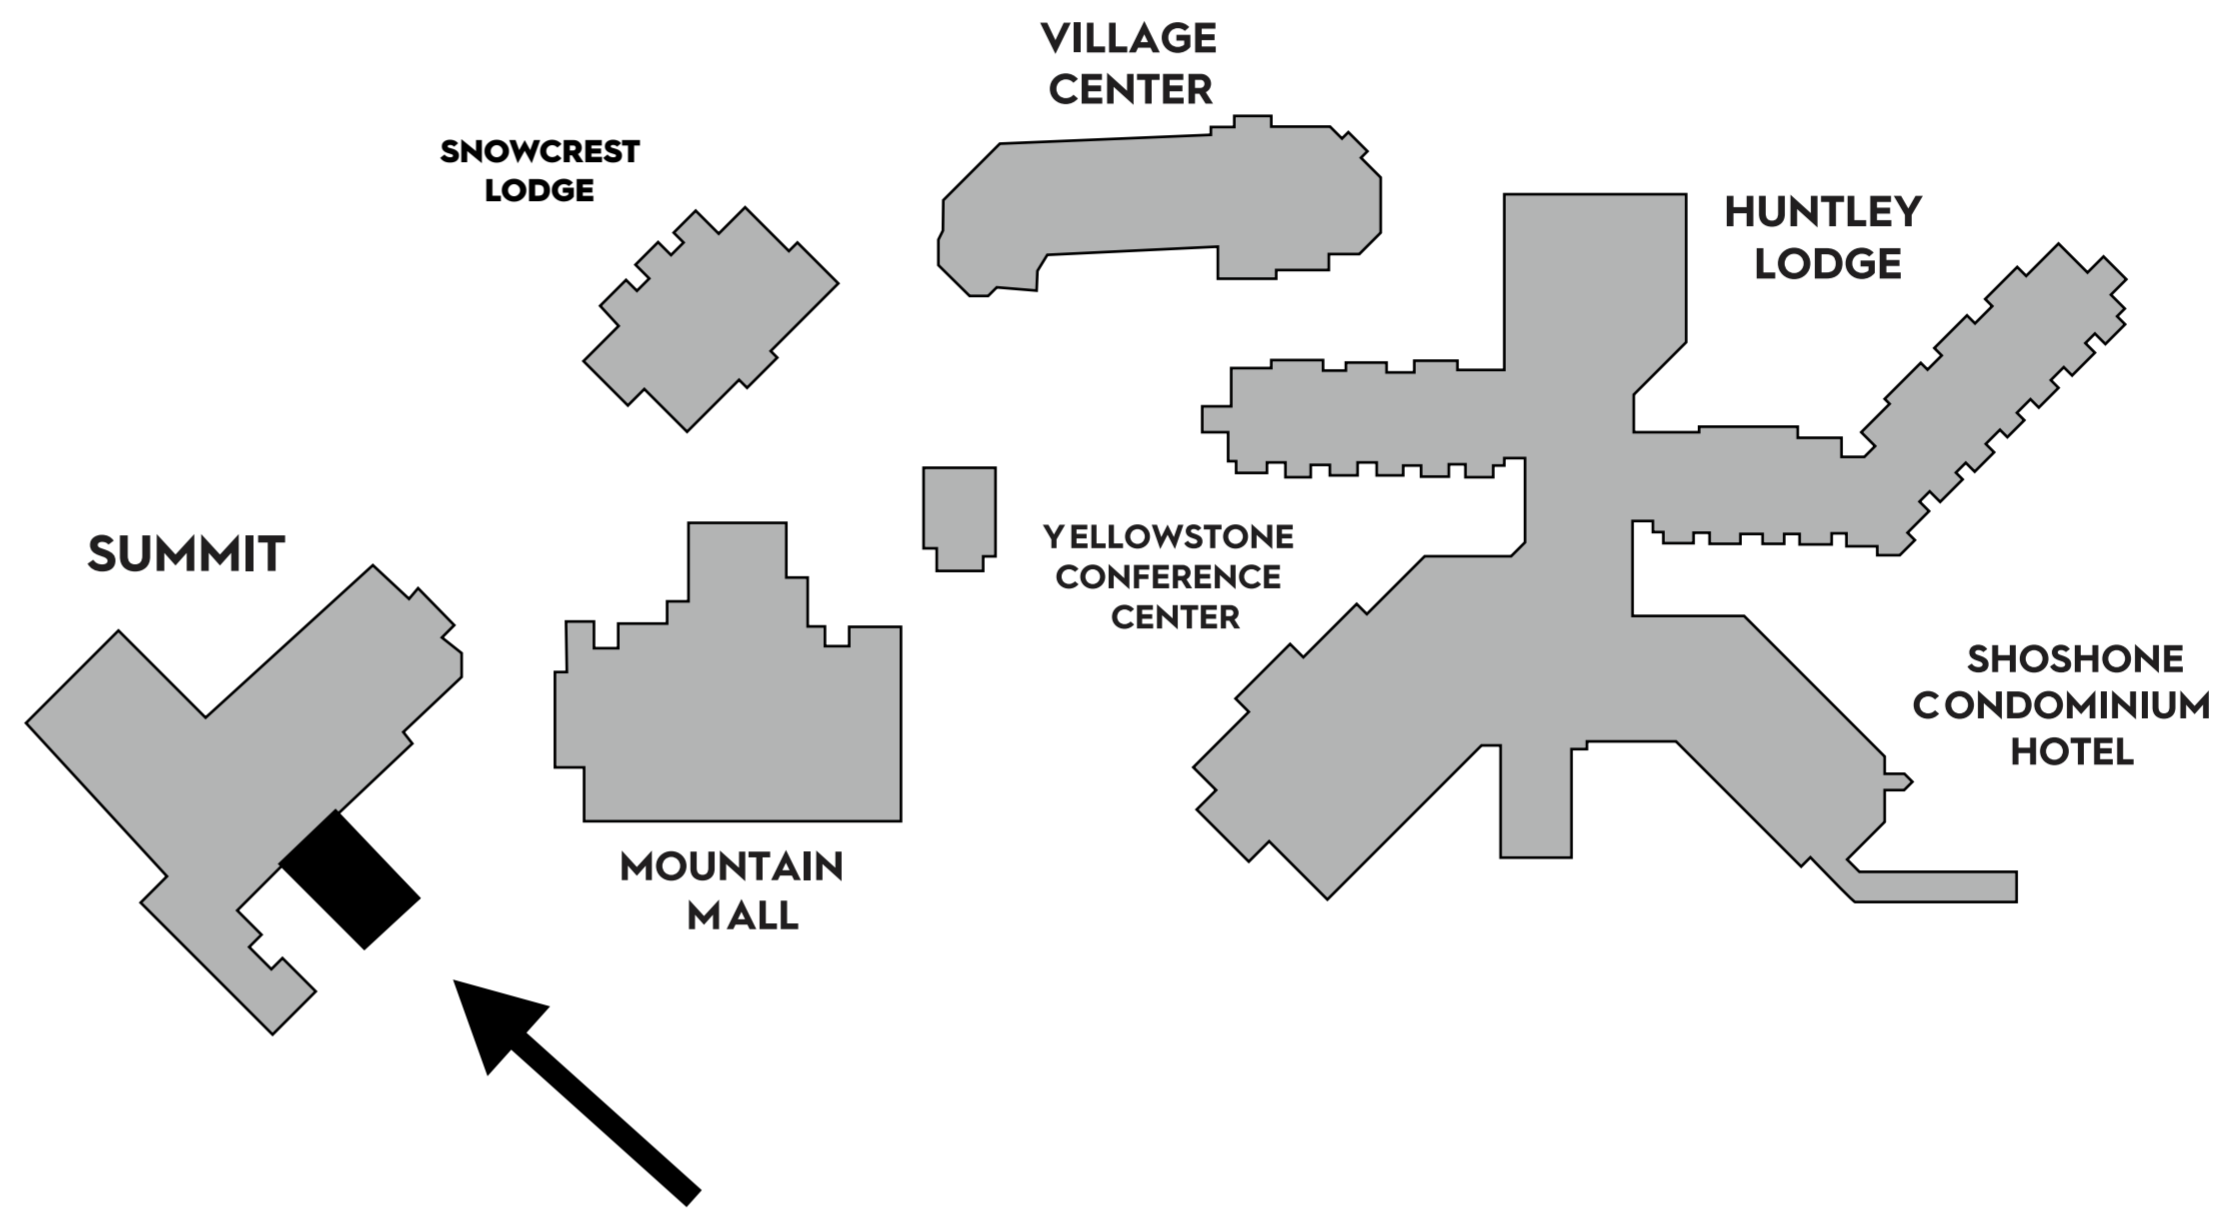 VILLAGE
CENTER
SNOWCREST
LODGE
HUNTLEY
LODGE
SUMMIT
YELLOWSTONE
CONFERENCE
CENTER
SHOSHONE
CONDOMINIUM
HOTEL
MOUNTAIN
MALL